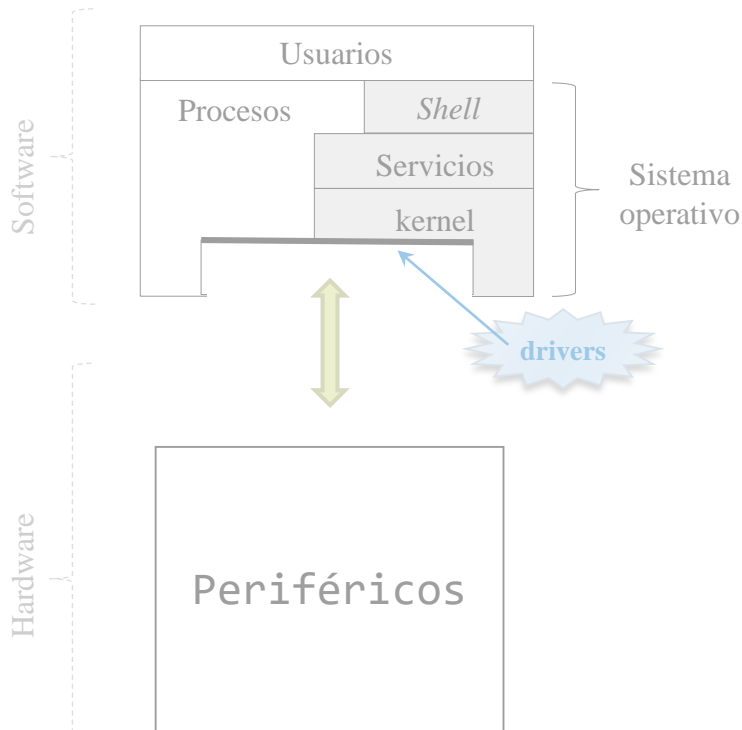 Usuarios
Procesos
Shell
Servicios
kernel
Sistema
operativo
drivers
Software
Periféricos
Hardware